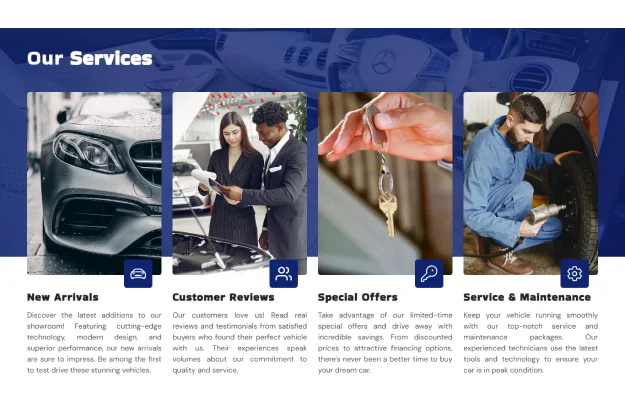 Our Services
New Arrivals
Discover the latest additions to our
showroom! Featuring cutting-edge
technology, modern design, and
superior performance, our new arrivals
are sure to impress. Be among the first
to test drive these stunning vehicles.
Customer Reviews
Our customers love us! Read real
reviews and testimonials from satisfied
buyers who found their perfect vehicle
with us. Their experiences speak
volumes about our commitment to
quality and service.
Special Offers
Take advantage of our limited-time
special offers and drive away with
incredible savings. From discounted
prices to attractive financing options,
there's never been a better time to buy
your dream car.
Service & Maintenance
Keep your vehicle running smoothly
with our top-notch service and
maintenance packages. Our
experienced technicians use the latest
tools and technology to ensure your
car is in peak condition.